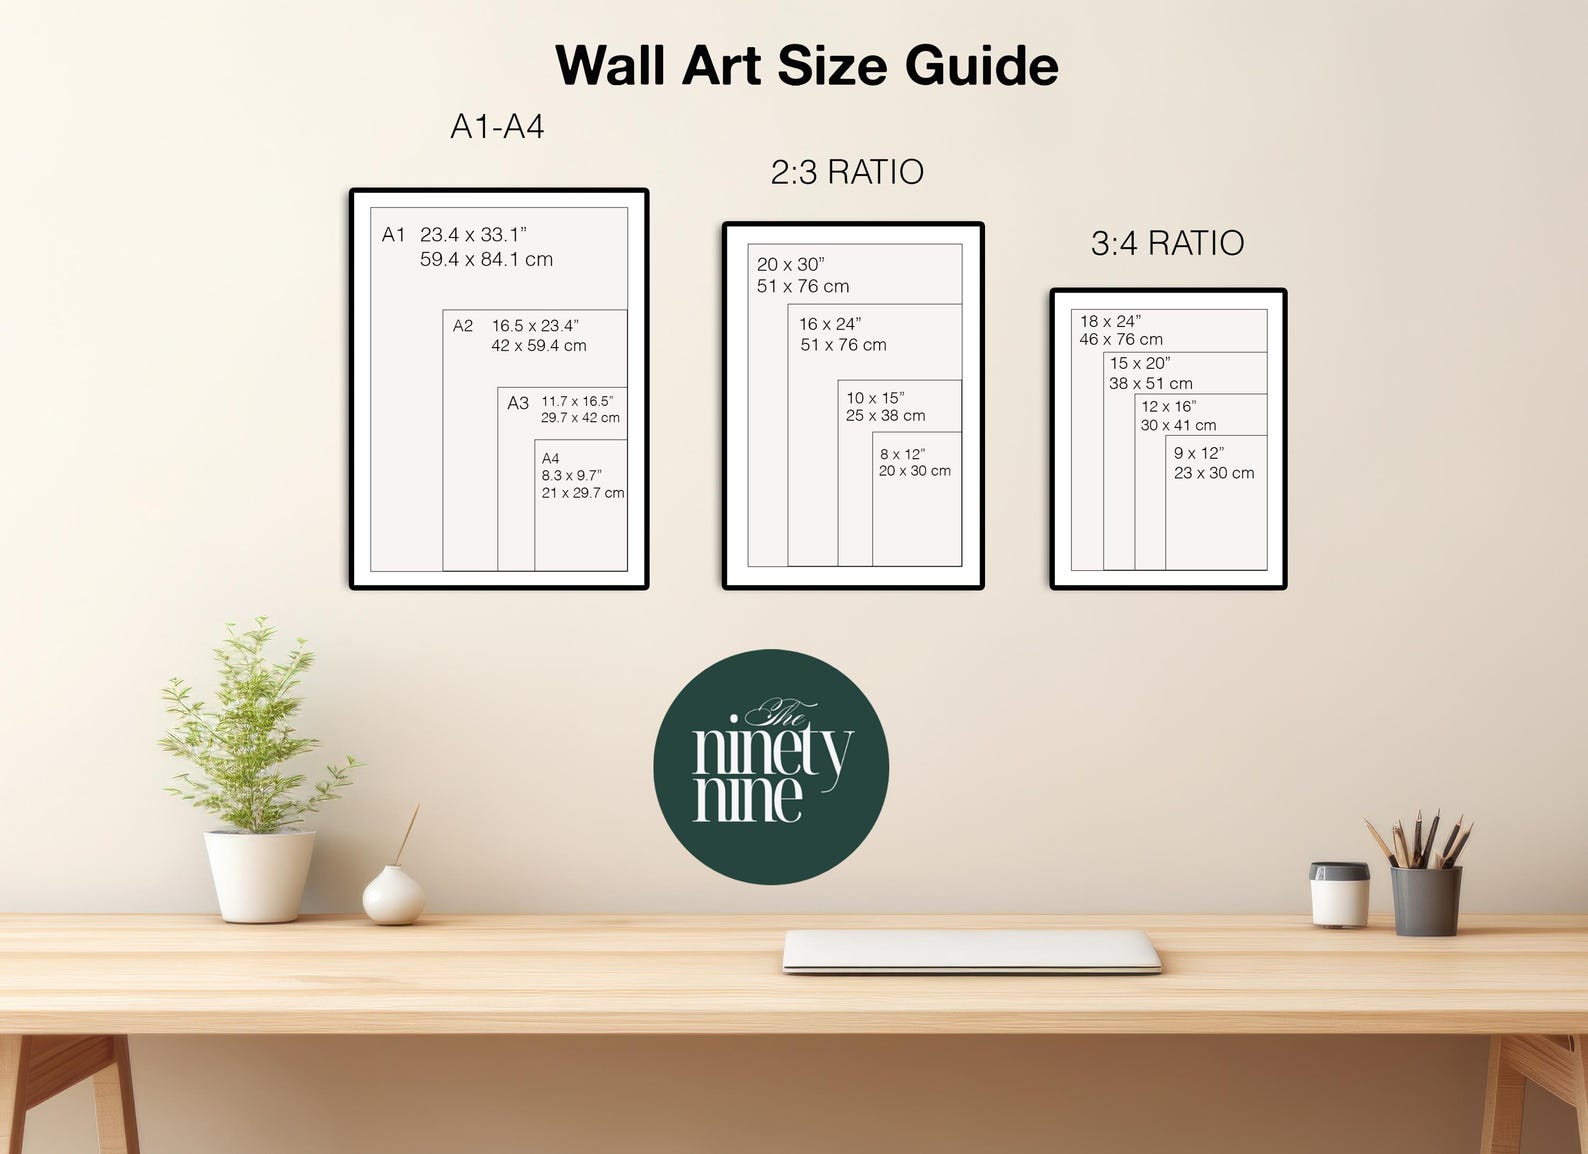 Wall Art Size Guide
A1-A4
2:3 RATIO
3:4 RATIO
A1 23.4 x 33.1”
59.4 x 84.1 cm
A2 16.5 x 23.4”
42 x 59.4 cm
A3 11.7 x 16.5”
29.7 x 42 cm
A4
8.3 x 9.7”
21 x 29.7 cm
20 x 30”
51 x 76 cm
16 x 24”
51 x 76 cm
10 x 15”
25 x 38 cm
8 x 12”
20 x 30 cm
18 x 24”
46 x 76 cm
15 x 20”
38 x 51 cm
12 x 16”
30 x 41 cm
9 x 12”
23 x 30 cm
The
ninety
nine